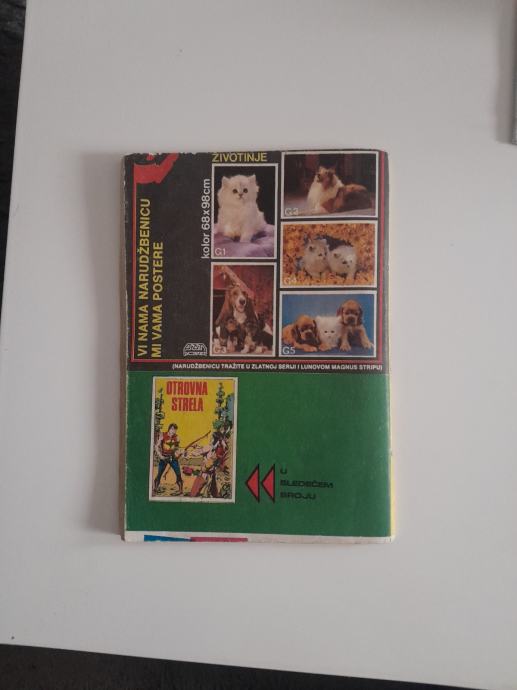 ŽIVOTINJE
VI NAMA NARUDŽBENICU
MI VAMA POSTERE
kolor 68x98cm
G1
G3
G5
(NARUDŽBENICU TRAŽITE U ZLATNOJ SERIJI I LUNOVOM MAGNUS STRIPU)
OTROVNA
STRELA
U
SLEDEĆEM
BROJU